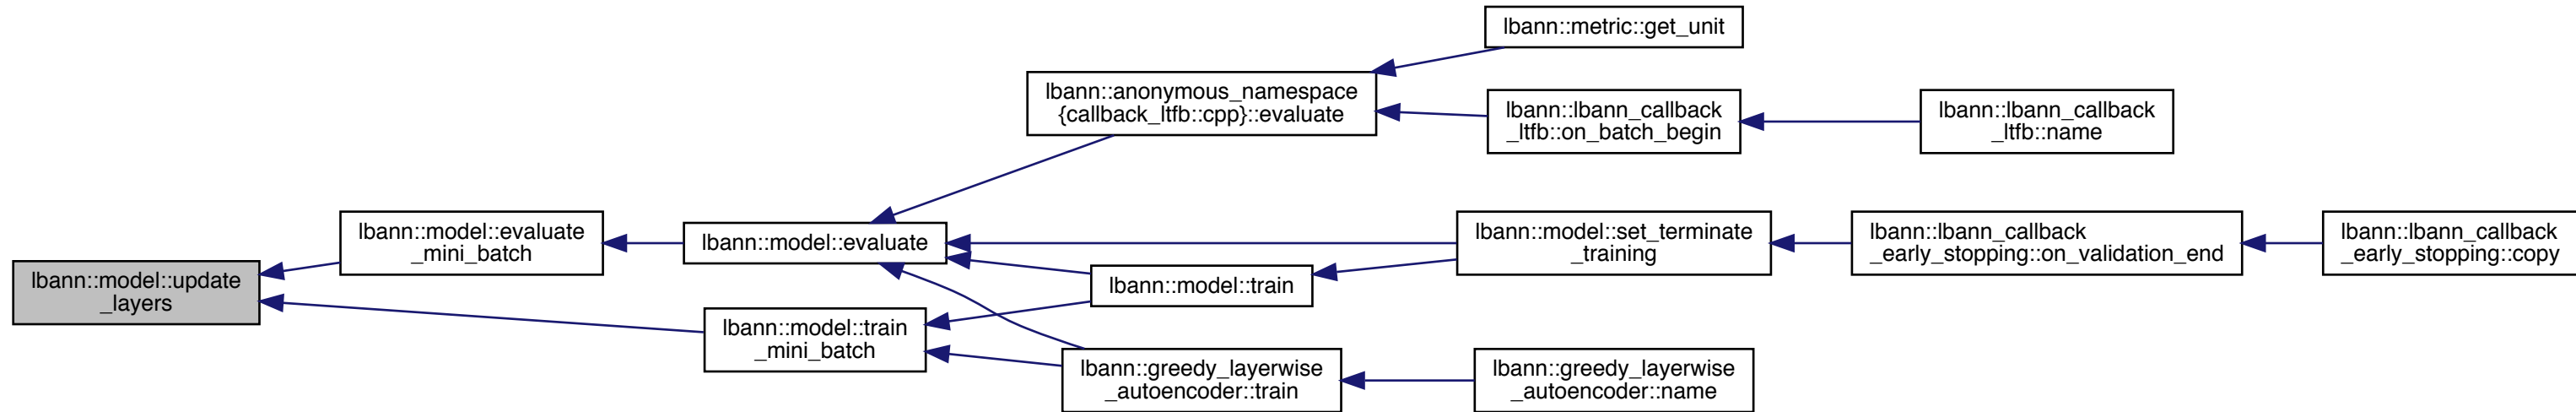 lbann::model::update
_layers
lbann::model::evaluate
_mini_batch
lbann::model::train
_mini_batch
lbann::model::evaluate
lbann::anonymous_namespace
{callback_ltfb::cpp}::evaluate
lbann::model::train
lbann::greedy_layerwise
_autoencoder::train
lbann::metric::get_unit
lbann::lbann_callback
_ltfb::on_batch_begin
lbann::model::set_terminate
_training
lbann::greedy_layerwise
_autoencoder::name
lbann::lbann_callback
_ltfb::name
lbann::lbann_callback
_early_stopping::on_validation_end
lbann::lbann_callback
_early_stopping::copy